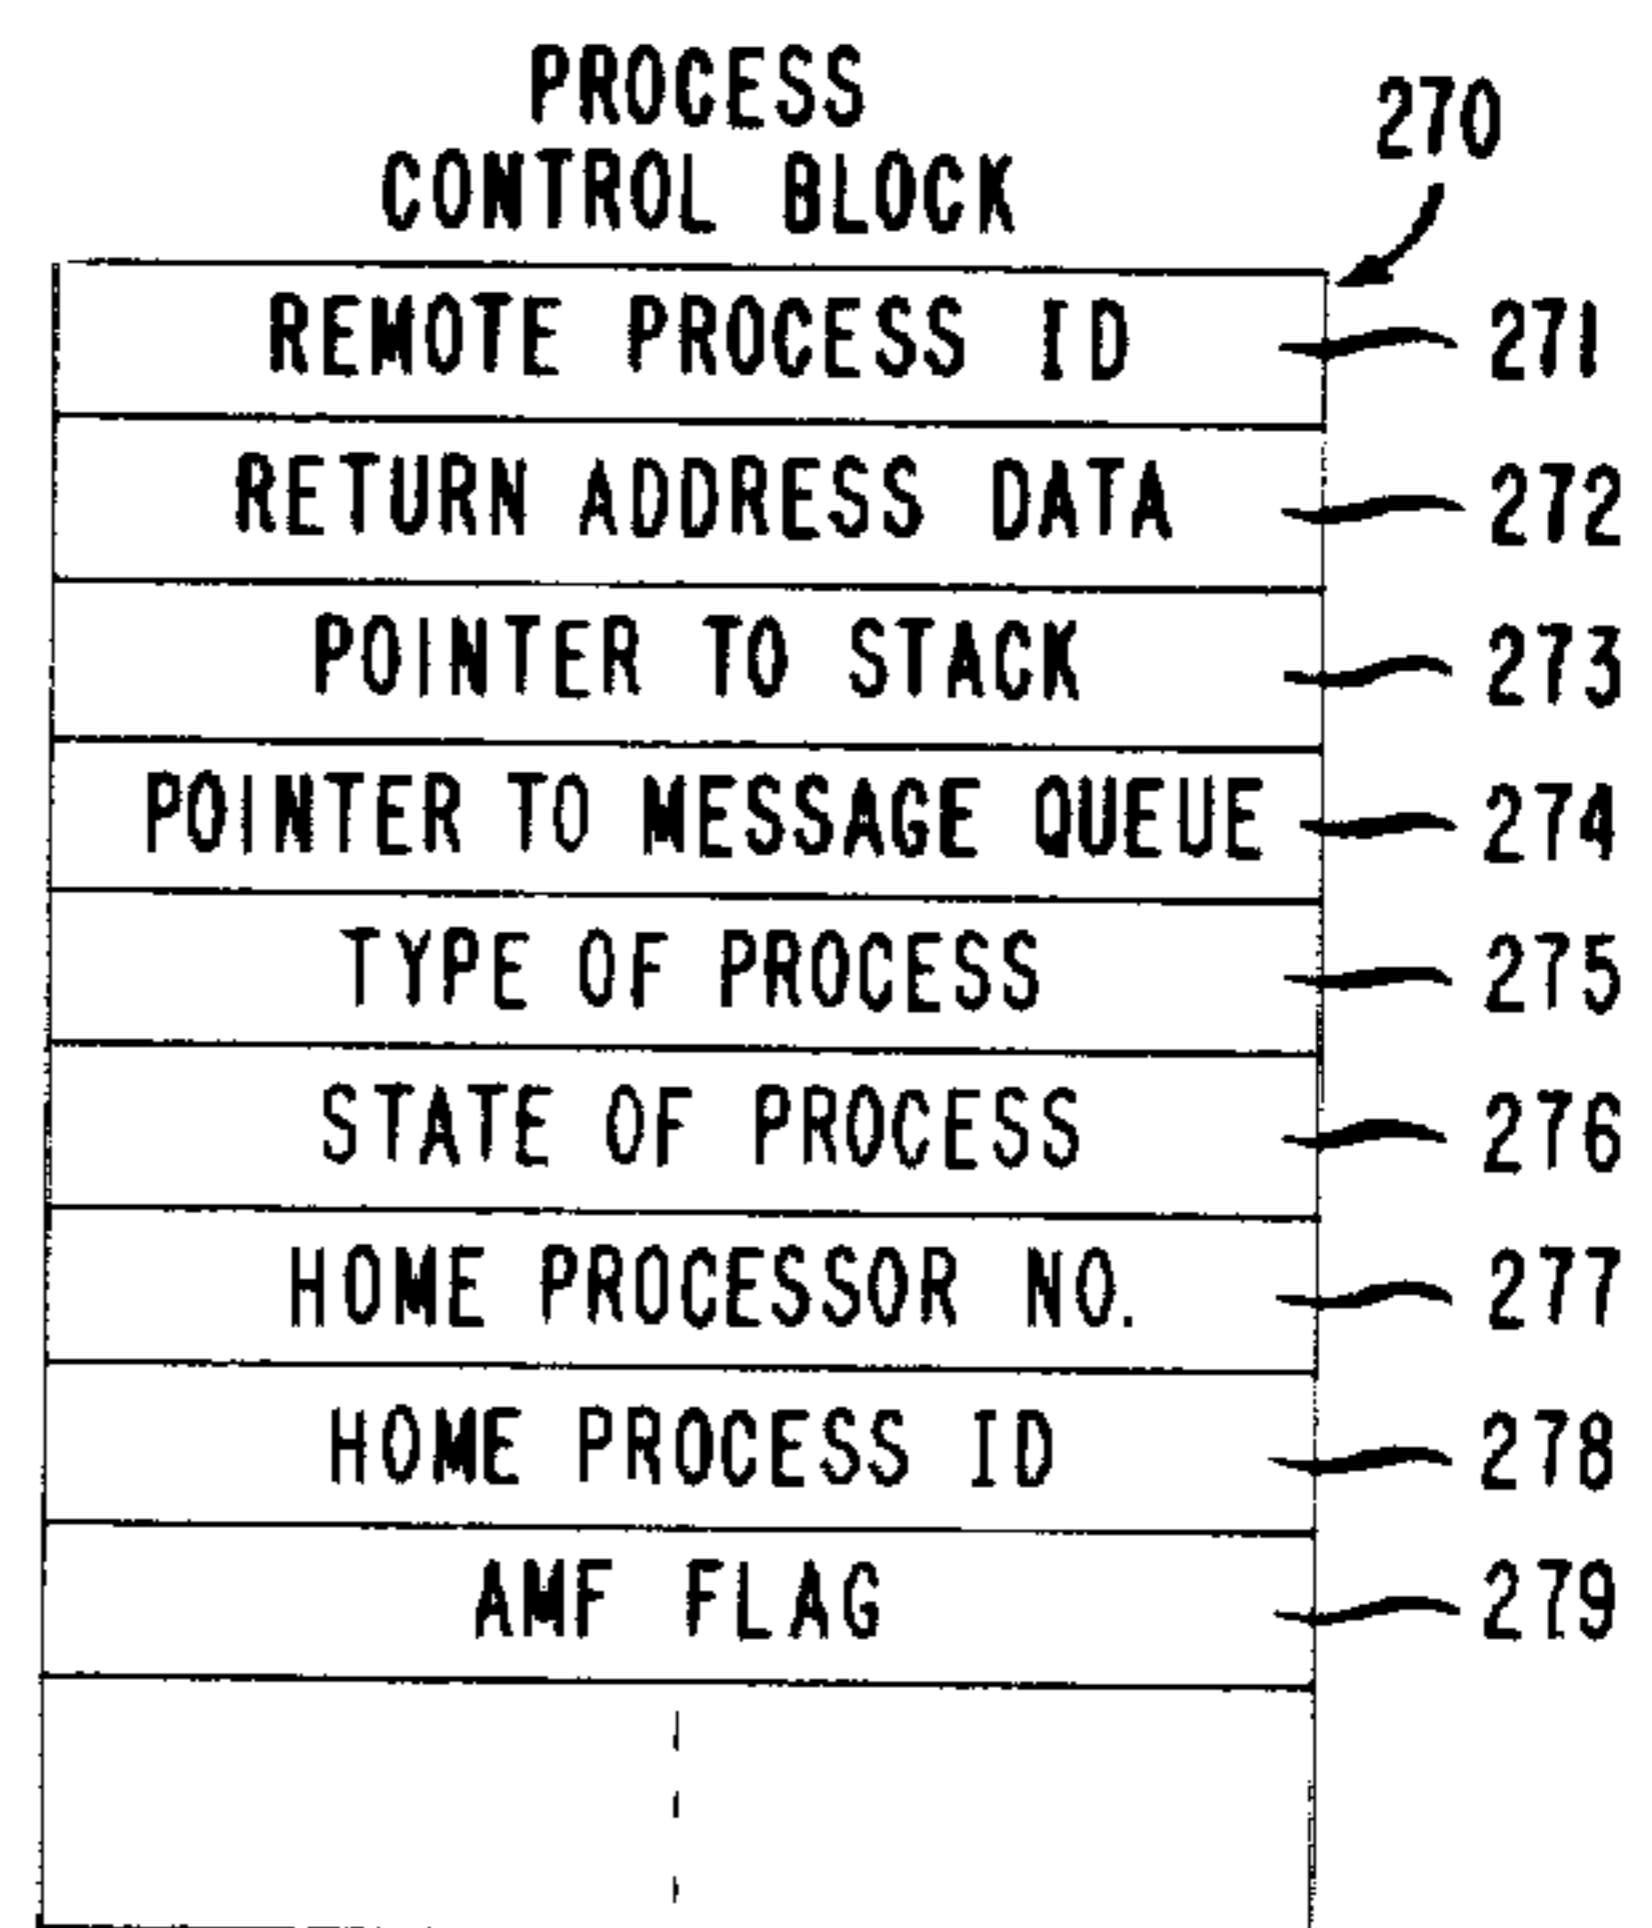 PROCESS
CONTROL BLOCK
270
REMOTE PROCESS ID 271
RETURN ADDRESS DATA 272
POINTER TO STACK 273
POINTER TO MESSAGE QUEUE 274
TYPE OF PROCESS 275
STATE OF PROCESS 276
HOME PROCESSOR NO. 277
HOME PROCESS ID 278
AMF FLAG 279